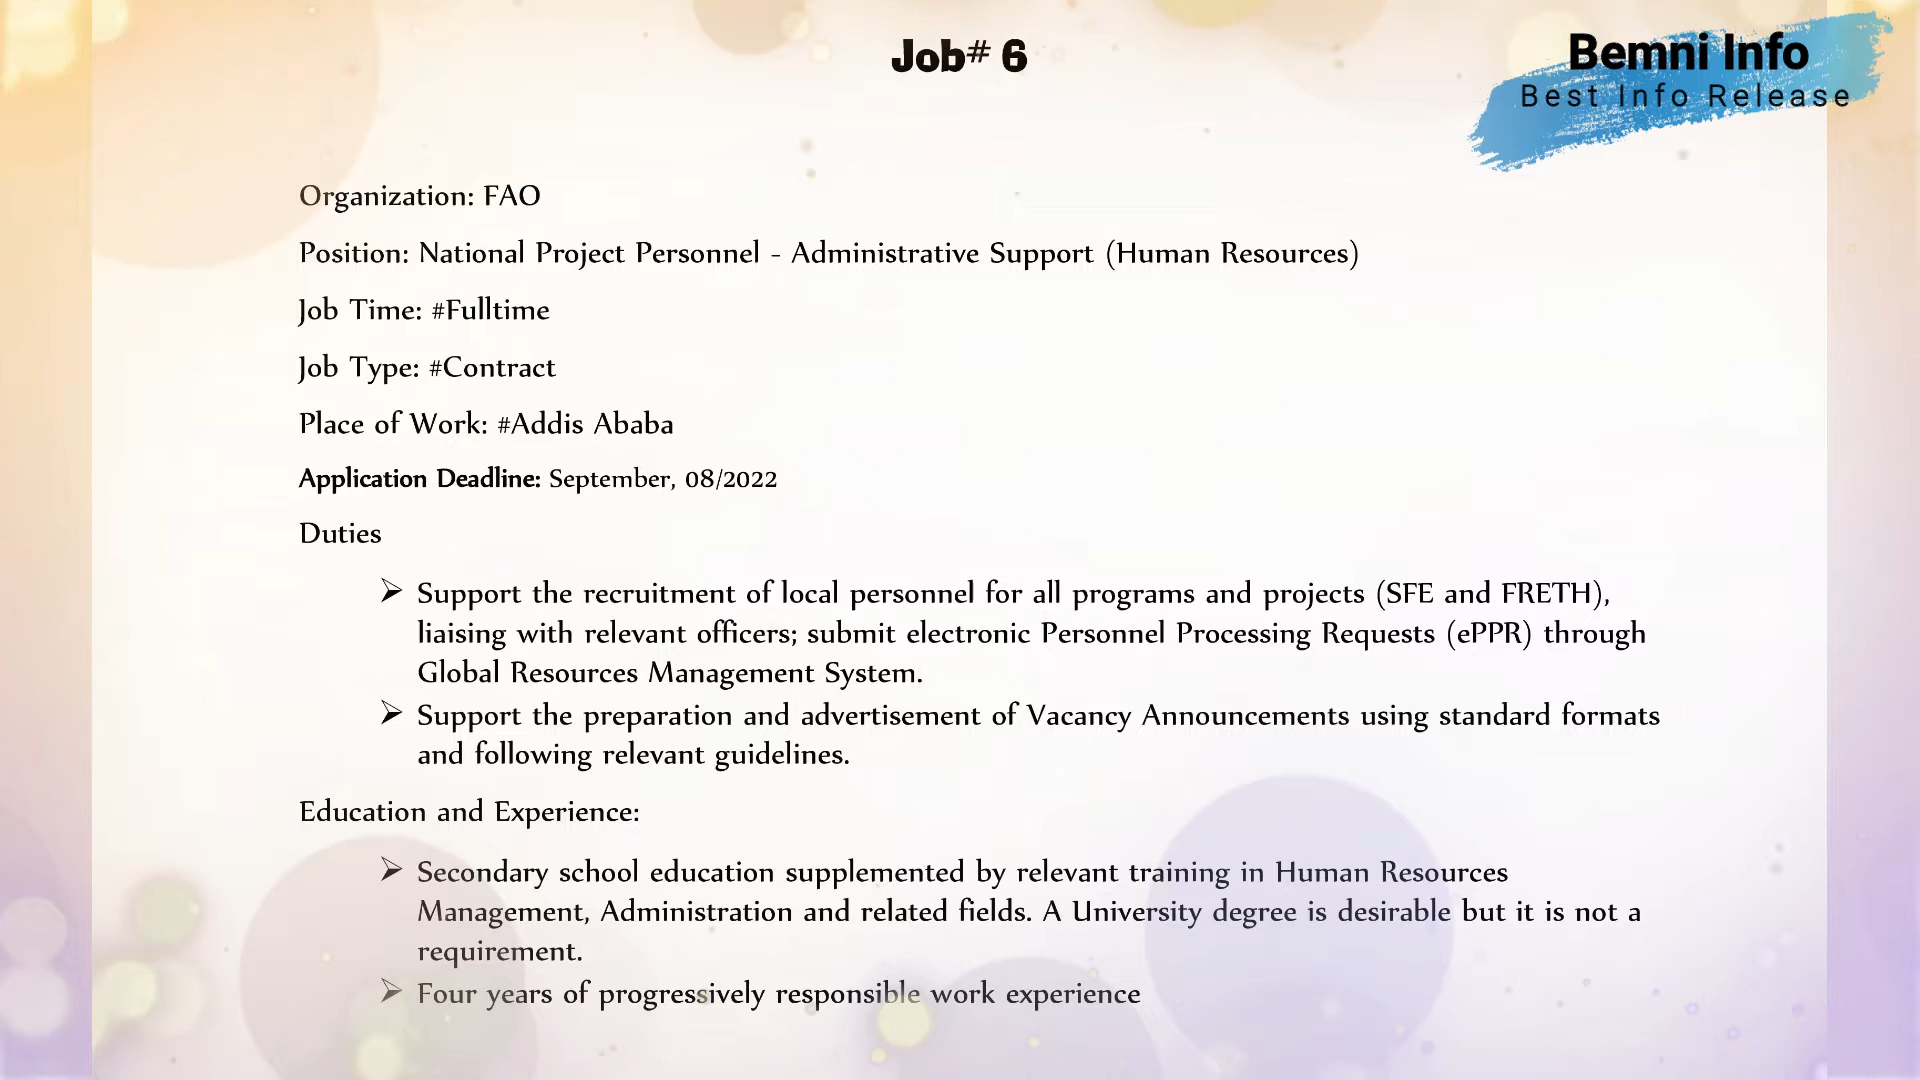 Job# 6
Bemni Info
Best Info Release
Organization: FAO
Position: National Project Personnel - Administrative Support (Human Resources)
Job Time: #Fulltime
Job Type: #Contract
Place of Work: #Addis Ababa
Application Deadline: September, 08/2022
Duties
➢ Support the recruitment of local personnel for all programs and projects (SFE and FRETH),
liaising with relevant officers; submit electronic Personnel Processing Requests (ePPR) through
Global Resources Management System.
➢ Support the preparation and advertisement of Vacancy Announcements using standard formats
and following relevant guidelines.
Education and Experience:
➢ Secondary school education supplemented by relevant training in Human Resources
Management, Administration and related fields. A University degree is desirable but it is not a
requirement.
➢ Four years of progressively responsible work experience